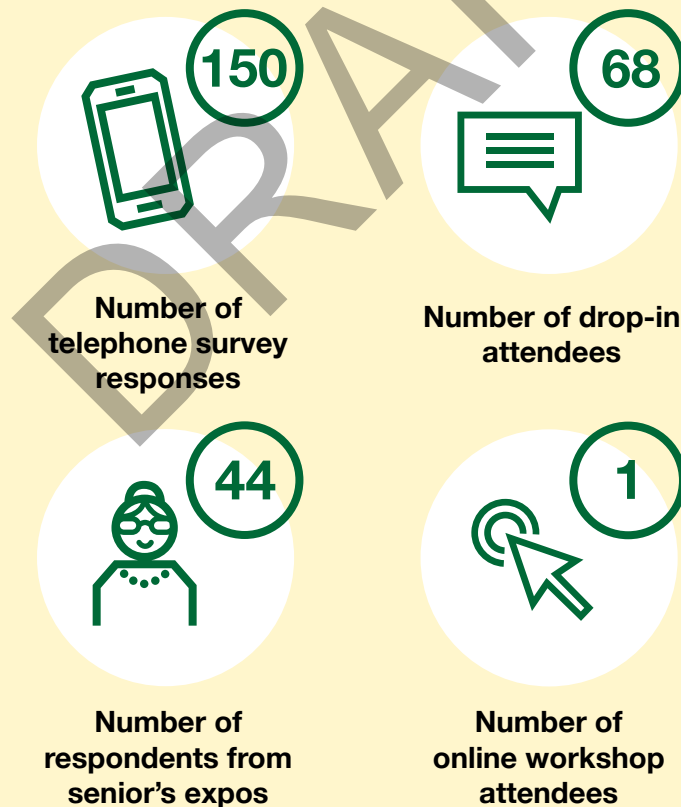 150
Number of
telephone survey
responses
68
Number of drop-in
attendees
44
Number of
respondents from
senior's expos
1
Number of
online workshop
attendees